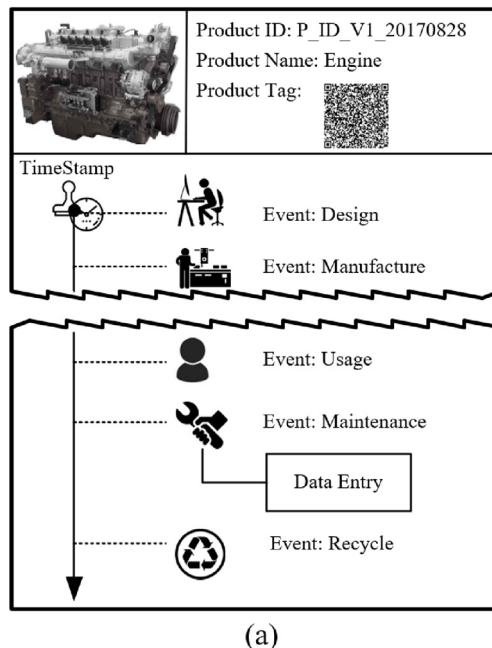 Product ID: P_ID_V1_20170828
Product Name: Engine
Product Tag:
TimeStamp
Event: Design
Event: Manufacture
Event: Usage
Event: Maintenance
Data Entry
Event: Recycle
(a)